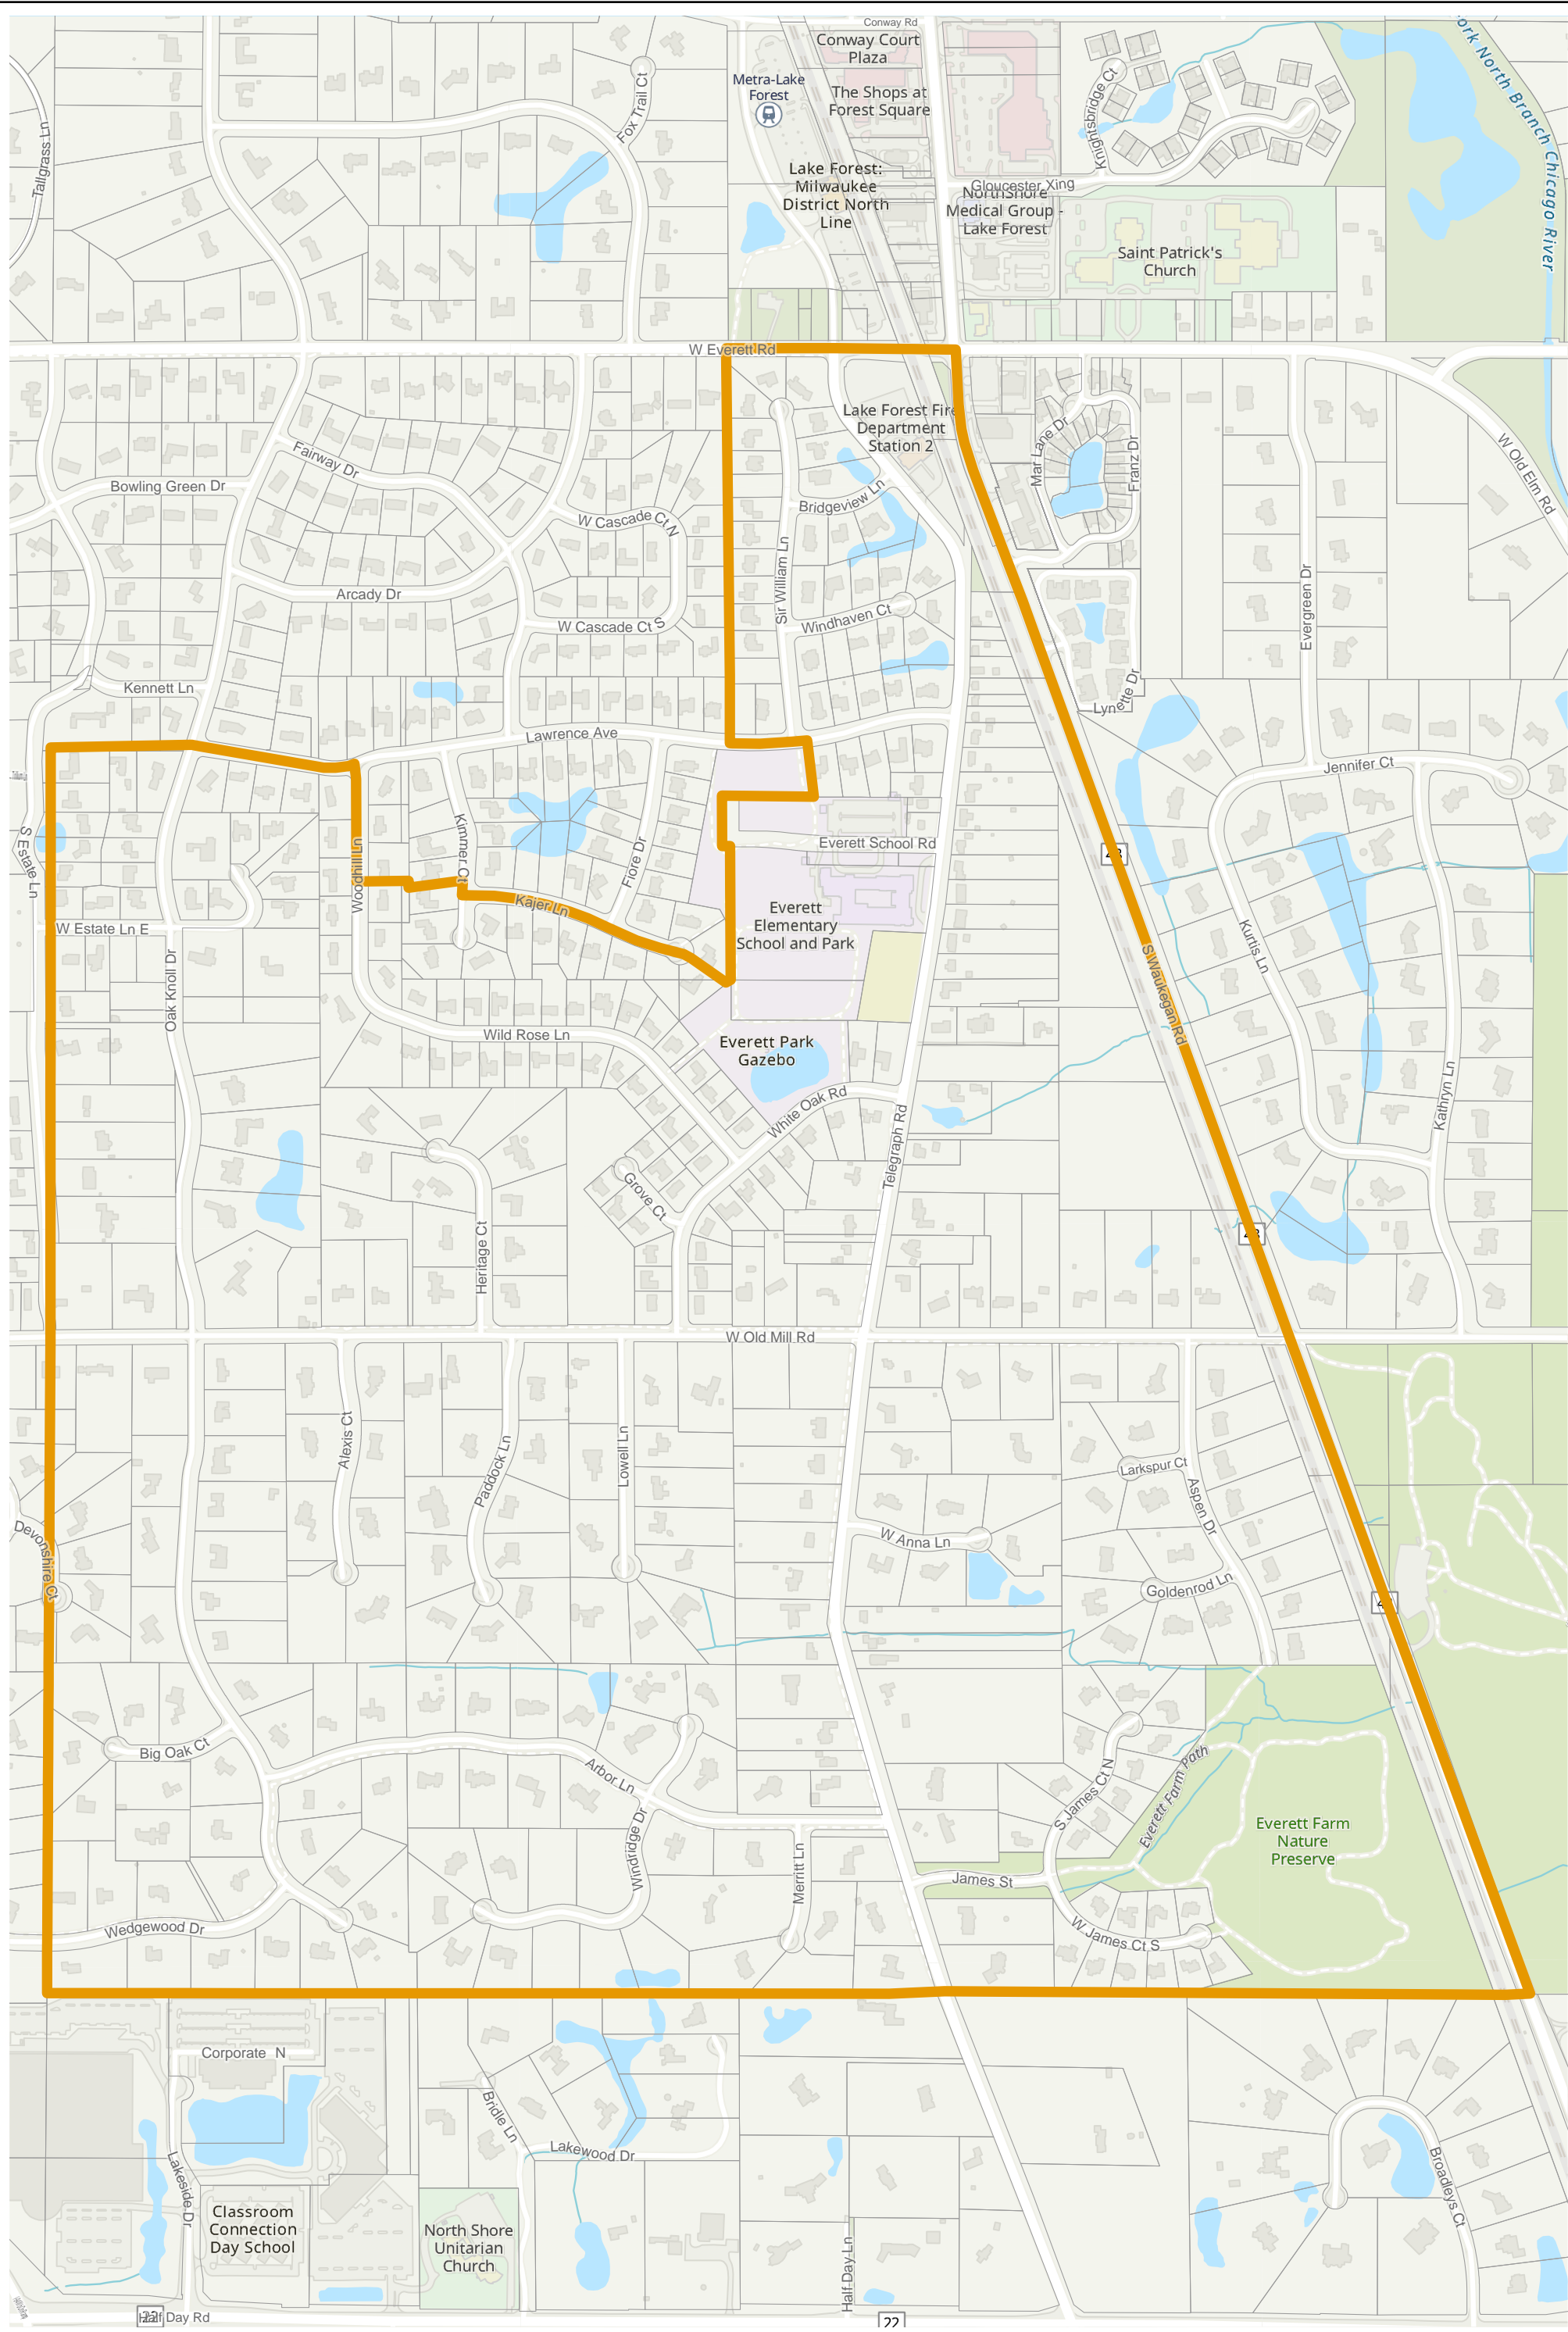 Conway Rd
Conway Court
Plaza
Metra-Lake
Forest
The Shops at
Forest Square
Fox Trail Ct
Knightsbridge Ct
Tallgrass Ln
ork North Branch Chicago River
Lake Forest:
Milwaukee
District North
Line
Gloucester Xing
NorthShore
Medical Group -
Lake Forest
Saint Patrick's
Church
W Everett Rd
Lake Forest Fire
Department
Station 2
Mar Lane Dr
Franz Dr
W Old Elm Rd
Fairway Dr
Bowling Green Dr
W Cascade Ct N
Bridgeview Ln
Sir William Ln
Evergreen Dr
Arcady Dr
W Cascade Ct S
Windhaven Ct
Kennett Ln
Lynette Dr
Lawrence Ave
Jennifer Ct
S Estate Ln
Woodhill Ln
Kimmer Ct
Fiore Dr
Everett School Rd
43
Kajer Ln
Everett
Elementary
School and Park
W Estate Ln E
Oak Knoll Dr
Kurtis Ln
S Waukegan Rd
Wild Rose Ln
Everett Park
Gazebo
White Oak Rd
Telegraph Rd
Kathryn Ln
Grove Ct
Heritage Ct
43
W Old Mill Rd
Alexis Ct
Paddock Ln
Lowell Ln
Larkspur Ct
Aspen Dr
Devonshire Ct
W Anna Ln
Goldenrod Ln
Big Oak Ct
Arbor Ln
Windridge Dr
Merritt Ln
S James Ct N
Everett Farm Path
Everett Farm
Nature
Preserve
James St
Wedgewood Dr
W James Ct S
Corporate N
Bridle Ln
Lakewood Dr
Lakeside Dr
Broadleys Ct
Classroom
Connection
Day School
North Shore
Unitarian
Church
Half Day Ln
22
Half Day Rd
22